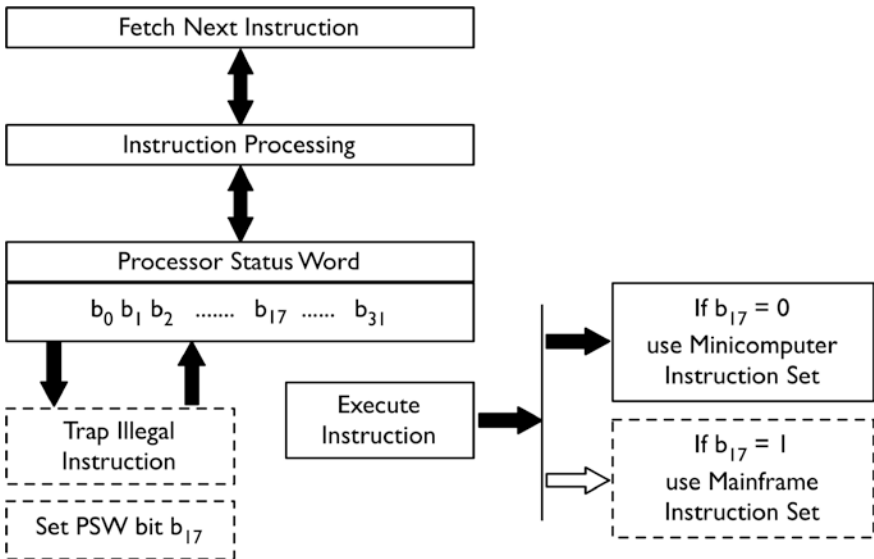 Fetch Next Instruction
Instruction Processing
Processor Status Word
b₀ b₁ b₂ ....... b₁₇ ...... b₃₁
Trap Illegal
Instruction
Set PSW bit b₁₇
Execute
Instruction
If b₁₇ = 0
use Minicomputer
Instruction Set
If b₁₇ = 1
use Mainframe
Instruction Set